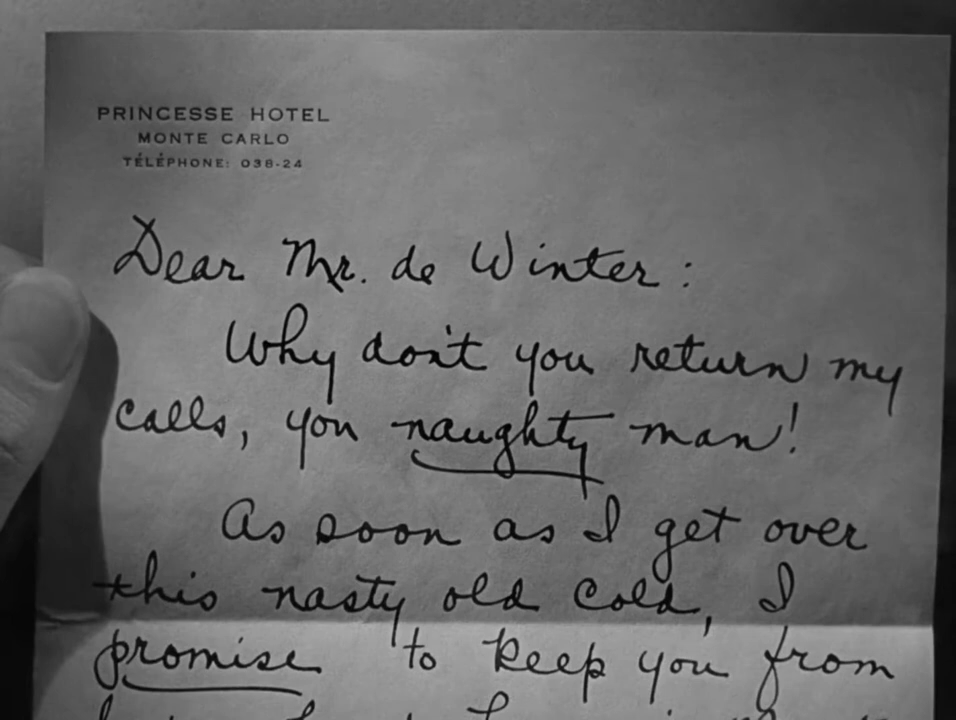 PRINCESSE HOTEL
MONTE CARLO
TÉLÉPHONE: 038-24
Dear Mr. de Winter:
Why don't you return my
calls, you naughty man!
As soon as I get over
this nasty old cold, I
promise to keep you from